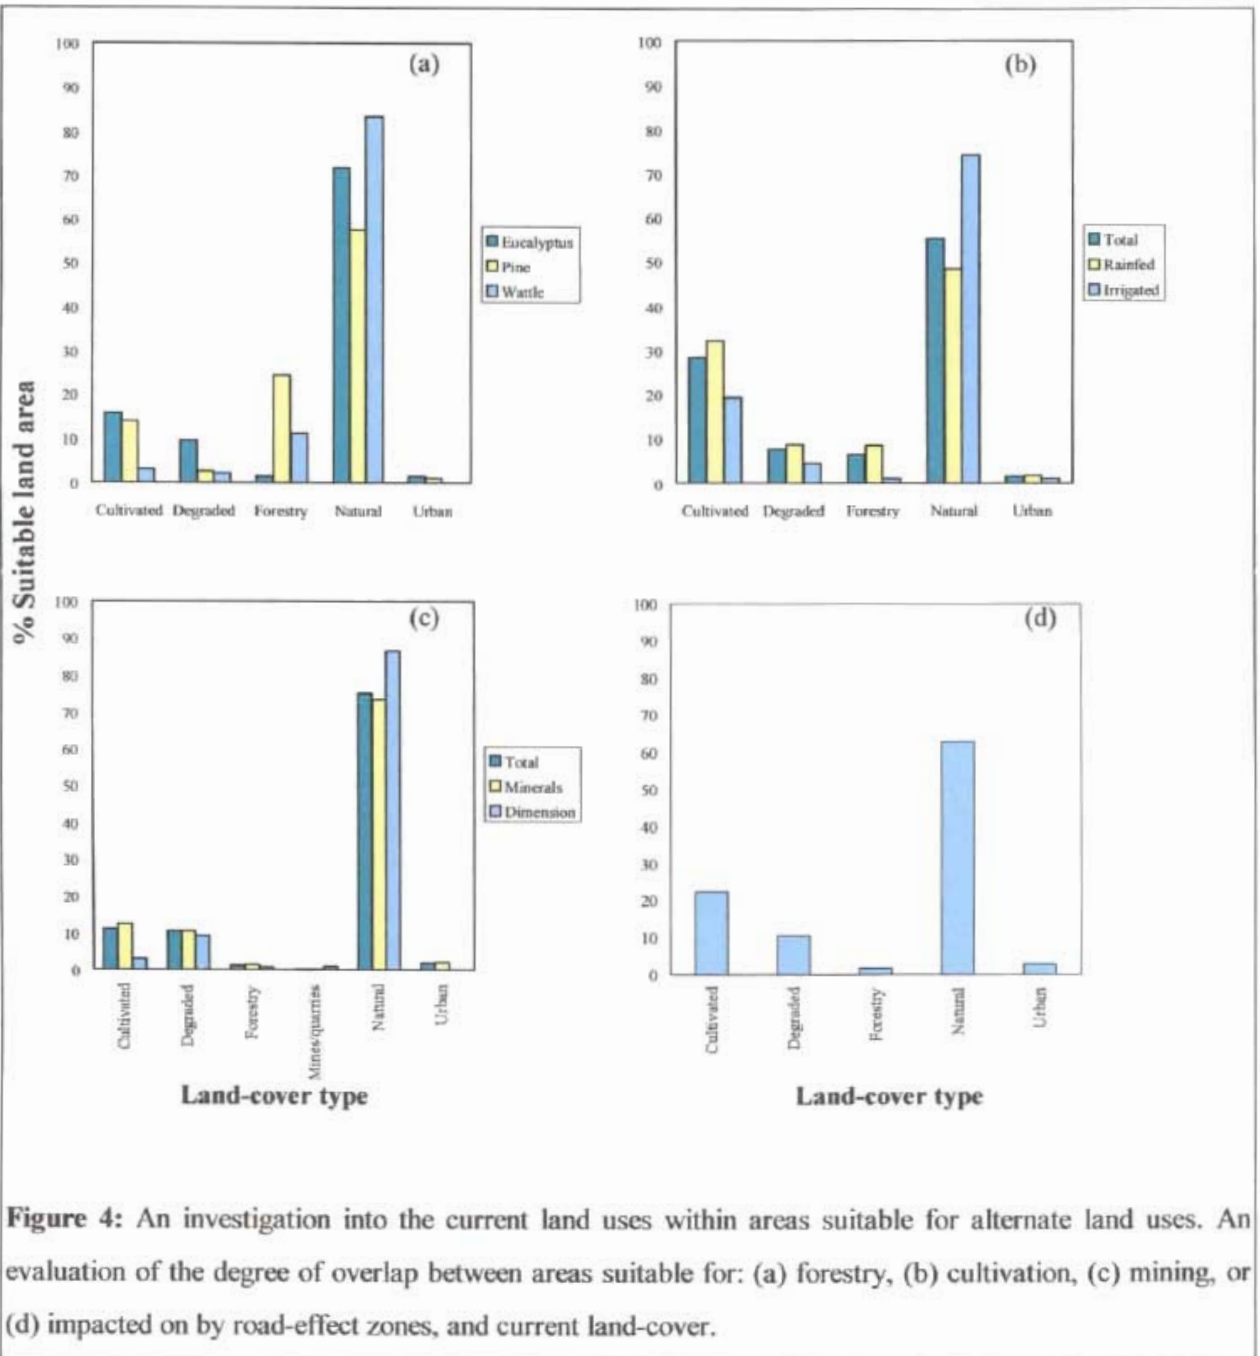 % Suitable land area
(a)
100
90
80
70
60
50
40
30
20
10
0
Cultivated Degraded Forestry Natural Urban
Eucalyptus
Pine
Wattle
(b)
100
90
80
70
60
50
40
30
20
10
0
Cultivated Degraded Forestry Natural Urban
Total
Rainfed
Irrigated
(c)
100
90
80
70
60
50
40
30
20
10
0
Cultivated
Degraded
Forestry
Mines/quarries
Natural
Urban
Land-cover type
Total
Minerals
Dimension
(d)
100
90
80
70
60
50
40
30
20
10
0
Cultivated
Degraded
Forestry
Natural
Urban
Land-cover type
Figure 4: An investigation into the current land uses within areas suitable for alternate land uses. An
evaluation of the degree of overlap between areas suitable for: (a) forestry, (b) cultivation, (c) mining, or
(d) impacted on by road-effect zones, and current land-cover.